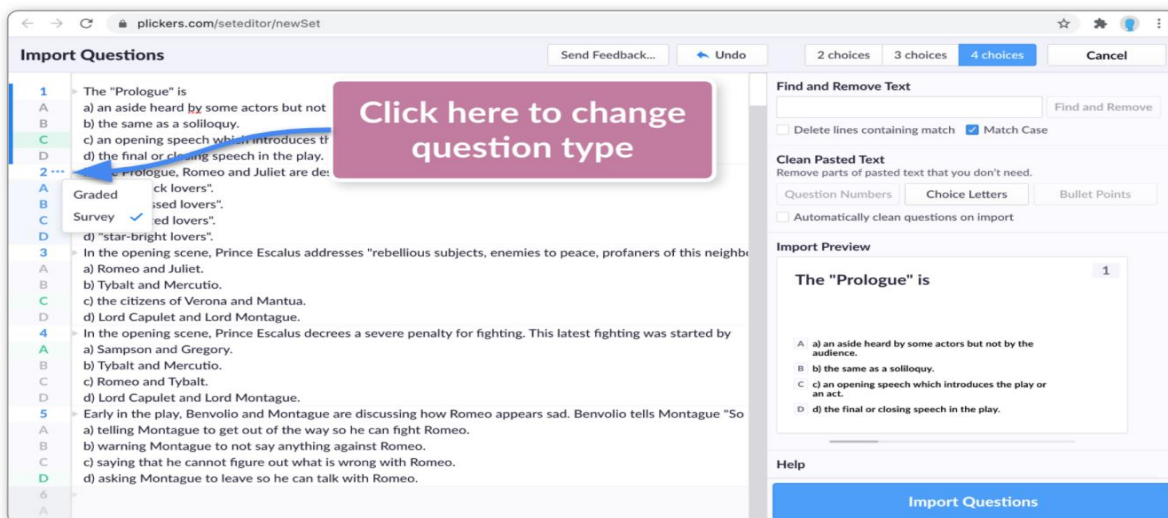 plickers.com/seteditor/newSet
Import Questions
Send Feedback...
Undo
2 choices
3 choices
4 choices
Cancel
1
The "Prologue" is
A
a) an aside heard by some actors but not
B
b) the same as a soliloquy.
C
c) an opening speech which introduces th
D
d) the final or closing speech in the play.
Click here to change
question type
2 ...
Prologue, Romeo and Juliet are des
A
ck lovers".
B
ssed lovers".
C
ted lovers".
D
d) "star-bright lovers".
Graded
Survey
3
In the opening scene, Prince Escalus addresses "rebellious subjects, enemies to peace, profaners of this neighbo
A
a) Romeo and Juliet.
B
b) Tybalt and Mercutio.
C
c) the citizens of Verona and Mantua.
D
d) Lord Capulet and Lord Montague.
4
In the opening scene, Prince Escalus decrees a severe penalty for fighting. This latest fighting was started by
A
a) Sampson and Gregory.
B
b) Tybalt and Mercutio.
C
c) Romeo and Tybalt.
D
d) Lord Capulet and Lord Montague.
5
Early in the play, Benvolio and Montague are discussing how Romeo appears sad. Benvolio tells Montague "So
A
a) telling Montague to get out of the way so he can fight Romeo.
B
b) warning Montague to not say anything against Romeo.
C
c) saying that he cannot figure out what is wrong with Romeo.
D
d) asking Montague to leave so he can talk with Romeo.
6
A
Find and Remove Text
Find and Remove
Delete lines containing match
Match Case
Clean Pasted Text
Remove parts of pasted text that you don't need.
Question Numbers
Choice Letters
Bullet Points
Automatically clean questions on import
Import Preview
The "Prologue" is
1
A a) an aside heard by some actors but not by the
audience.
B b) the same as a soliloquy.
C c) an opening speech which introduces the play or
an act.
D d) the final or closing speech in the play.
Help
Import Questions